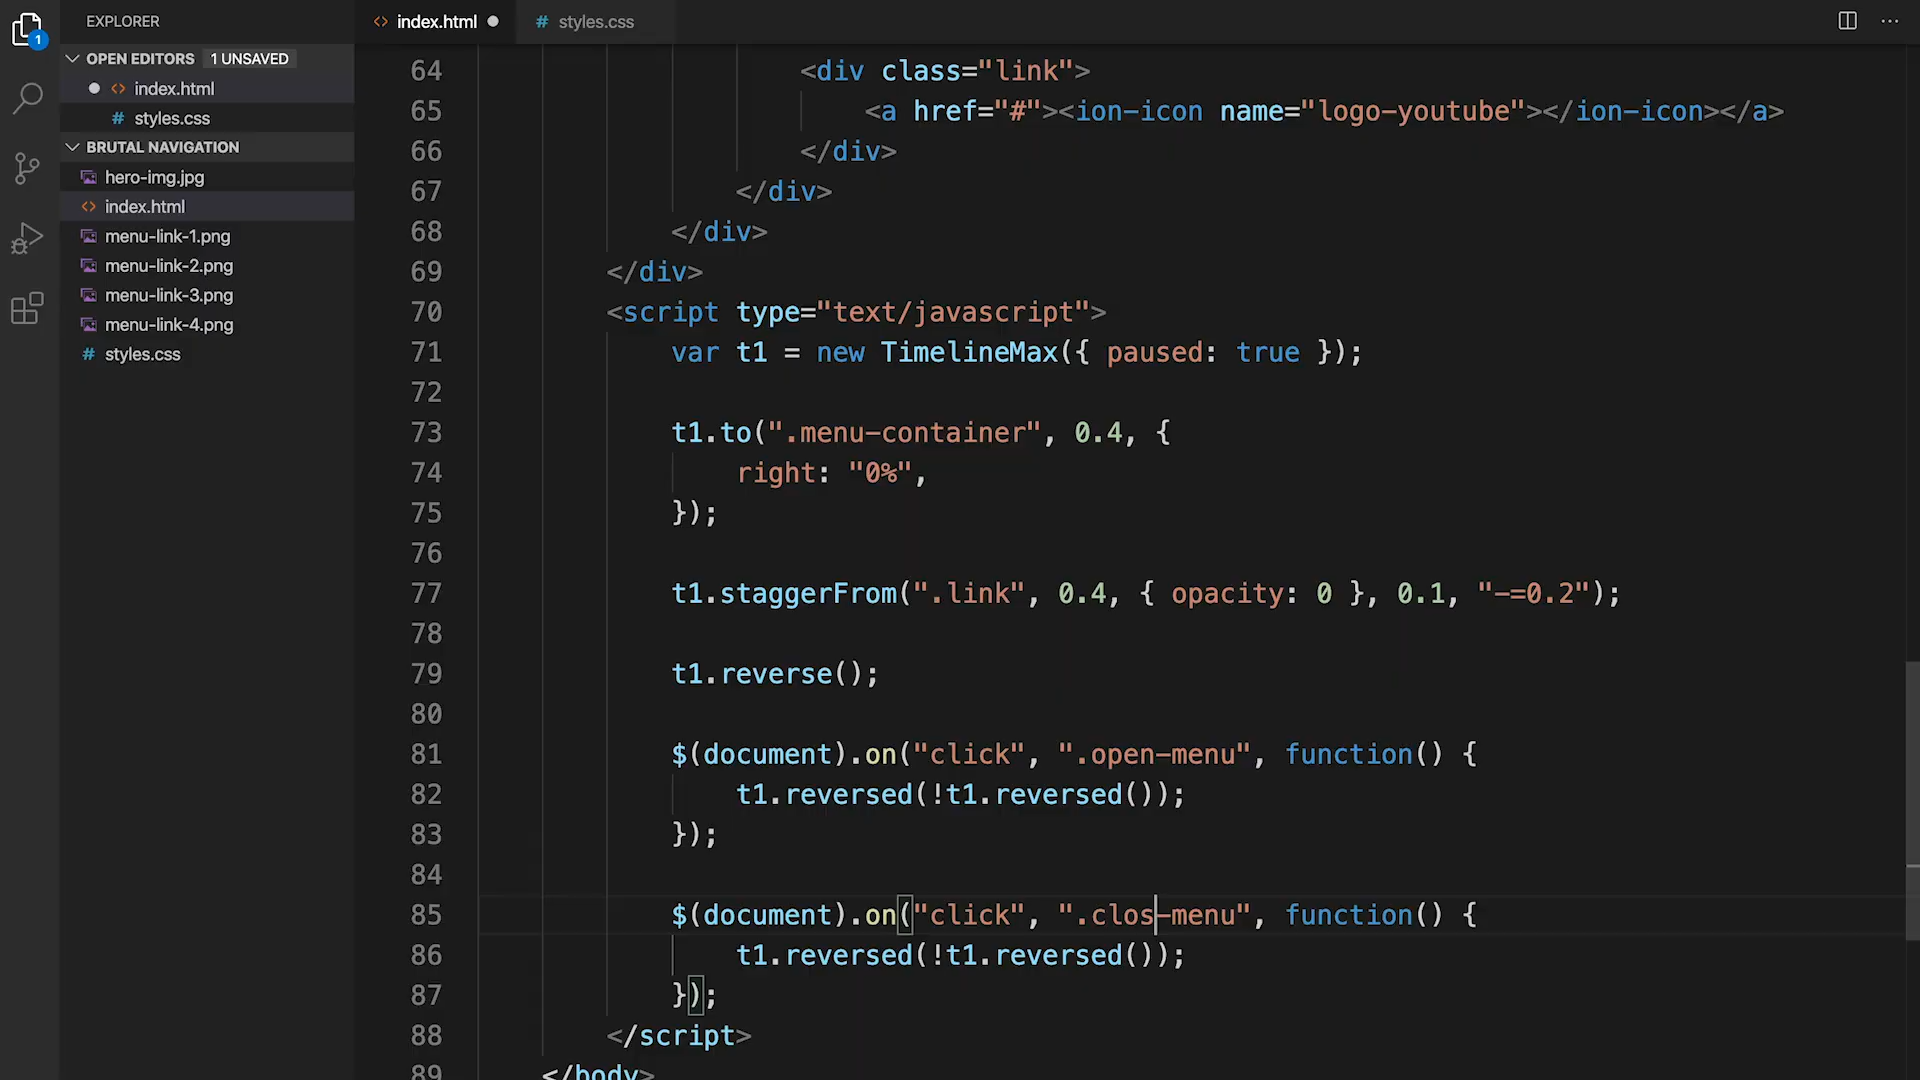 EXPLORER
OPEN EDITORS 1 UNSAVED
index.html
styles.css
BRUTAL NAVIGATION
hero-img.jpg
index.html
menu-link-1.png
menu-link-2.png
menu-link-3.png
menu-link-4.png
styles.css
1
index.html
styles.css
64 <div class="link">
65 <a href="#"><ion-icon name="logo-youtube"></ion-icon></a>
66 </div>
67 </div>
68 </div>
69 </div>
70 <script type="text/javascript">
71 var t1 = new TimelineMax({ paused: true });
72
73 t1.to(".menu-container", 0.4, {
74 right: "0%",
75 });
76
77 t1.staggerFrom(".link", 0.4, { opacity: 0 }, 0.1, "-=0.2");
78
79 t1.reverse();
80
81 $(document).on("click", ".open-menu", function() {
82 t1.reversed(!t1.reversed());
83 });
84
85 $(document).on("click", ".clos-menu", function() {
86 t1.reversed(!t1.reversed());
87 });
88 </script>
89 </body>